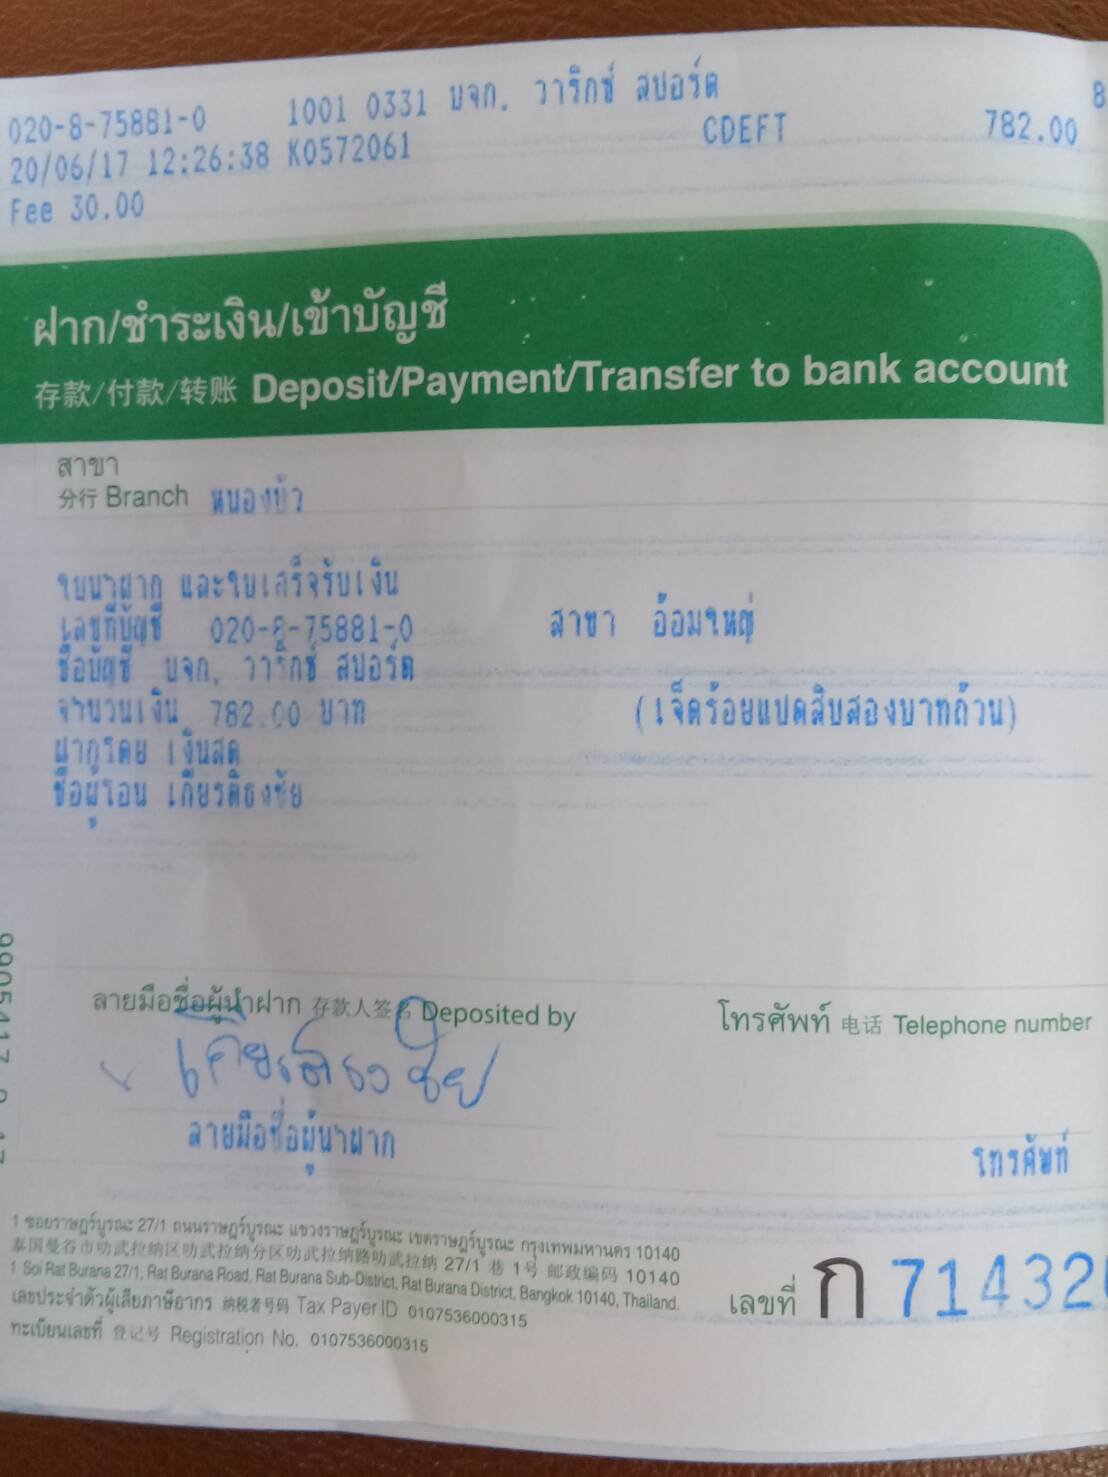 020-8-75881-0 1001 0331 บจก. วาริกซ์ สปอร์ต 8
20/06/17 12:26:38 K0572061 CDEFT 782.00
Fee 30.00
ฝาก/ชำระเงิน/เข้าบัญชี
存款/付款/转账 Deposit/Payment/Transfer to bank account
สาขา
分行 Branch หนองบัว
ใบนำฝาก และใบเสร็จรับเงิน
เลขที่บัญชี 020-8-75881-0 สาขา อ้อมใหญ่
ชื่อบัญชี บจก. วาริกซ์ สปอร์ต
จำนวนเงิน 782.00 บาท (เจ็ดร้อยแปดสิบสองบาทถ้วน)
ฝากโดย เงินสด
ชื่อผู้โอน เกียรติธงชัย
ลายมือชื่อผู้นำฝาก 存款人签名 Deposited by โทรศัพท์ 电话 Telephone number
เกียรติธงชัย
ลายมือชื่อผู้นำฝาก โทรศัพท์
1 ซอยราษฎร์บูรณะ 27/1 ถนนราษฎร์บูรณะ แขวงราษฎร์บูรณะ เขตราษฎร์บูรณะ กรุงเทพมหานคร 10140
泰国曼谷市叻武拉纳区叻武拉纳分区叻武拉纳路叻武拉纳 27/1 巷 1号 邮政编码 10140
1 Soi Rat Burana 27/1, Rat Burana Road, Rat Burana Sub-District, Rat Burana District, Bangkok 10140, Thailand.
เลขประจำตัวผู้เสียภาษีอากร 纳税者号码 Tax Payer ID 0107536000315
ทะเบียนเลขที่ 登记号 Registration No. 0107536000315
เลขที่ ก 714320